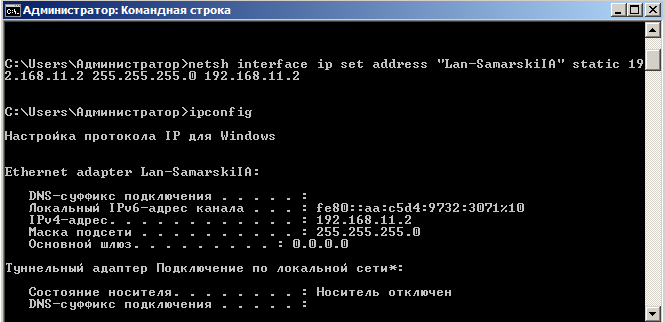 Администратор: Командная строка
C:\Users\Администратор>netsh interface ip set address "Lan-SamarskiIA" static 19
2.168.11.2 255.255.255.0 192.168.11.2
C:\Users\Администратор>ipconfig
Настройка протокола IP для Windows
Ethernet adapter Lan-SamarskiIA:
DNS-суффикс подключения . . . . . :
Локальный IPv6-адрес канала . . . : fe80::aa:c5d4:9732:3071%10
IPv4-адрес. . . . . . . . . . . . : 192.168.11.2
Маска подсети . . . . . . . . . . : 255.255.255.0
Основной шлюз. . . . . . . . . : 0.0.0.0
Туннельный адаптер Подключение по локальной сети*:
Состояние носителя. . . . . . . . : Носитель отключен
DNS-суффикс подключения . . . . . :